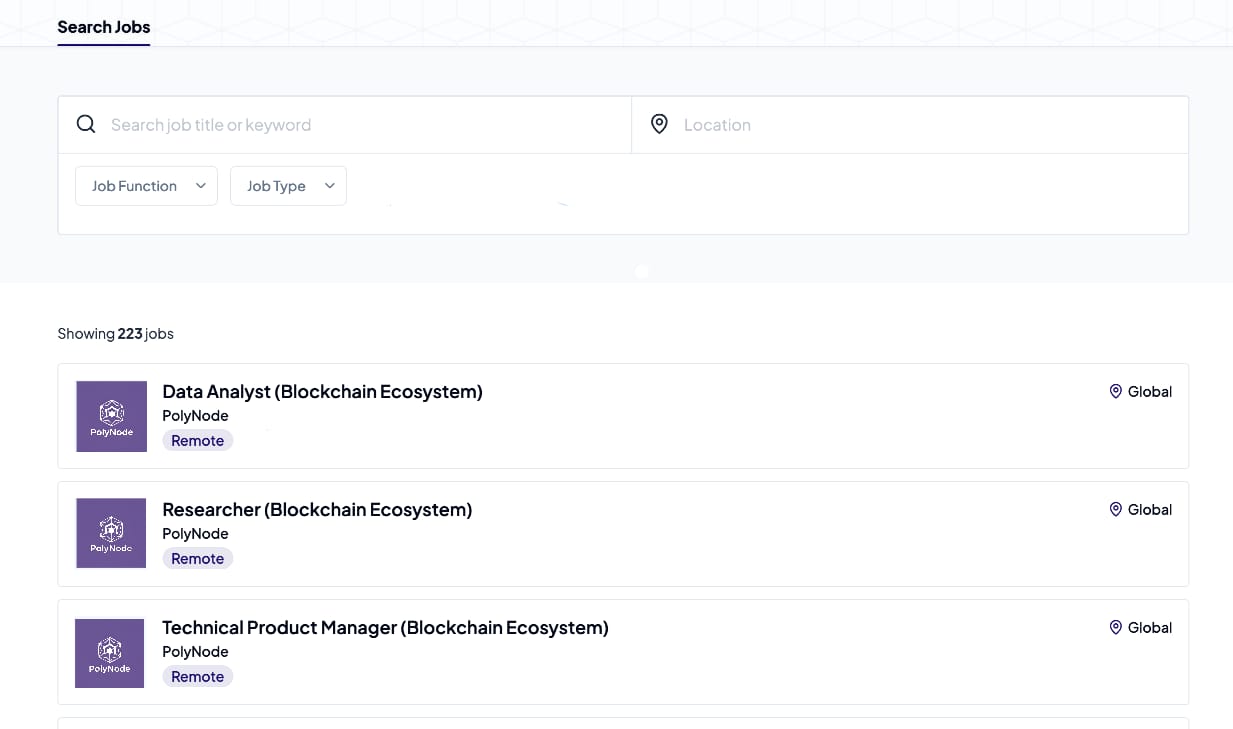 Search Jobs
Search job title or keyword
Location
Job Function
Job Type
Showing 223 jobs
PolyNode
Data Analyst (Blockchain Ecosystem)
PolyNode
Remote
Global
PolyNode
Researcher (Blockchain Ecosystem)
PolyNode
Remote
Global
PolyNode
Technical Product Manager (Blockchain Ecosystem)
PolyNode
Remote
Global